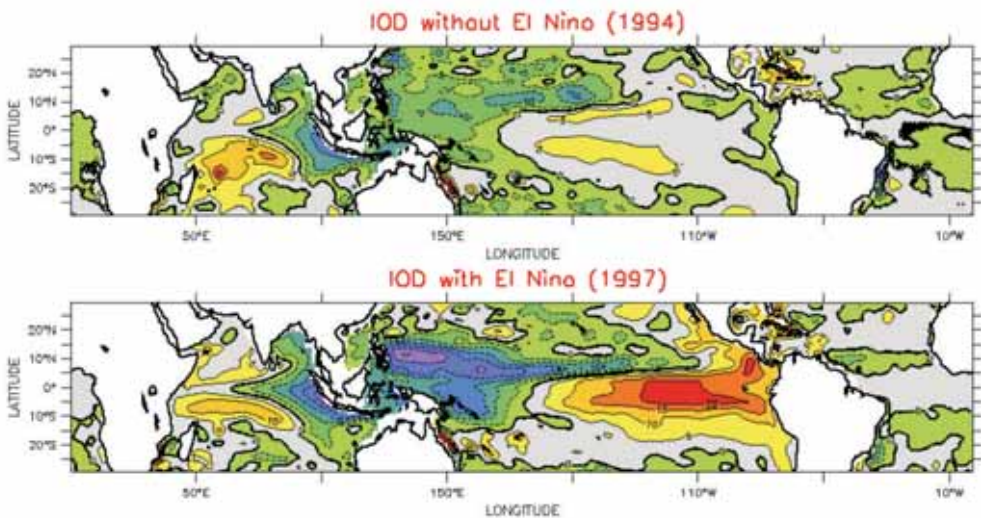 IOD without El Nino (1994)
20°N
10°N
0°
10°S
20°S
LATITUDE
50°E 150°E 110°W 10°W
LONGITUDE
IOD with El Nino (1997)
20°N
10°N
0°
10°S
20°S
LATITUDE
50°E 150°E 110°W 10°W
LONGITUDE